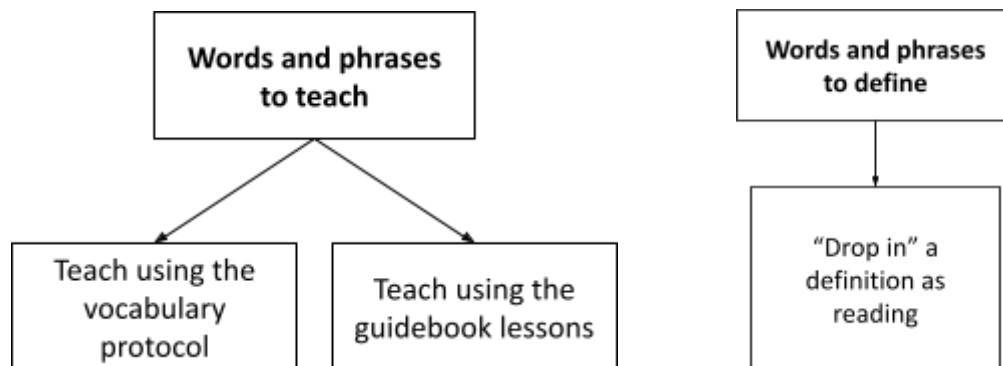 Words and phrases
to teach
Teach using the
vocabulary
protocol
Teach using the
guidebook lessons
Words and phrases
to define
“Drop in” a
definition as
reading